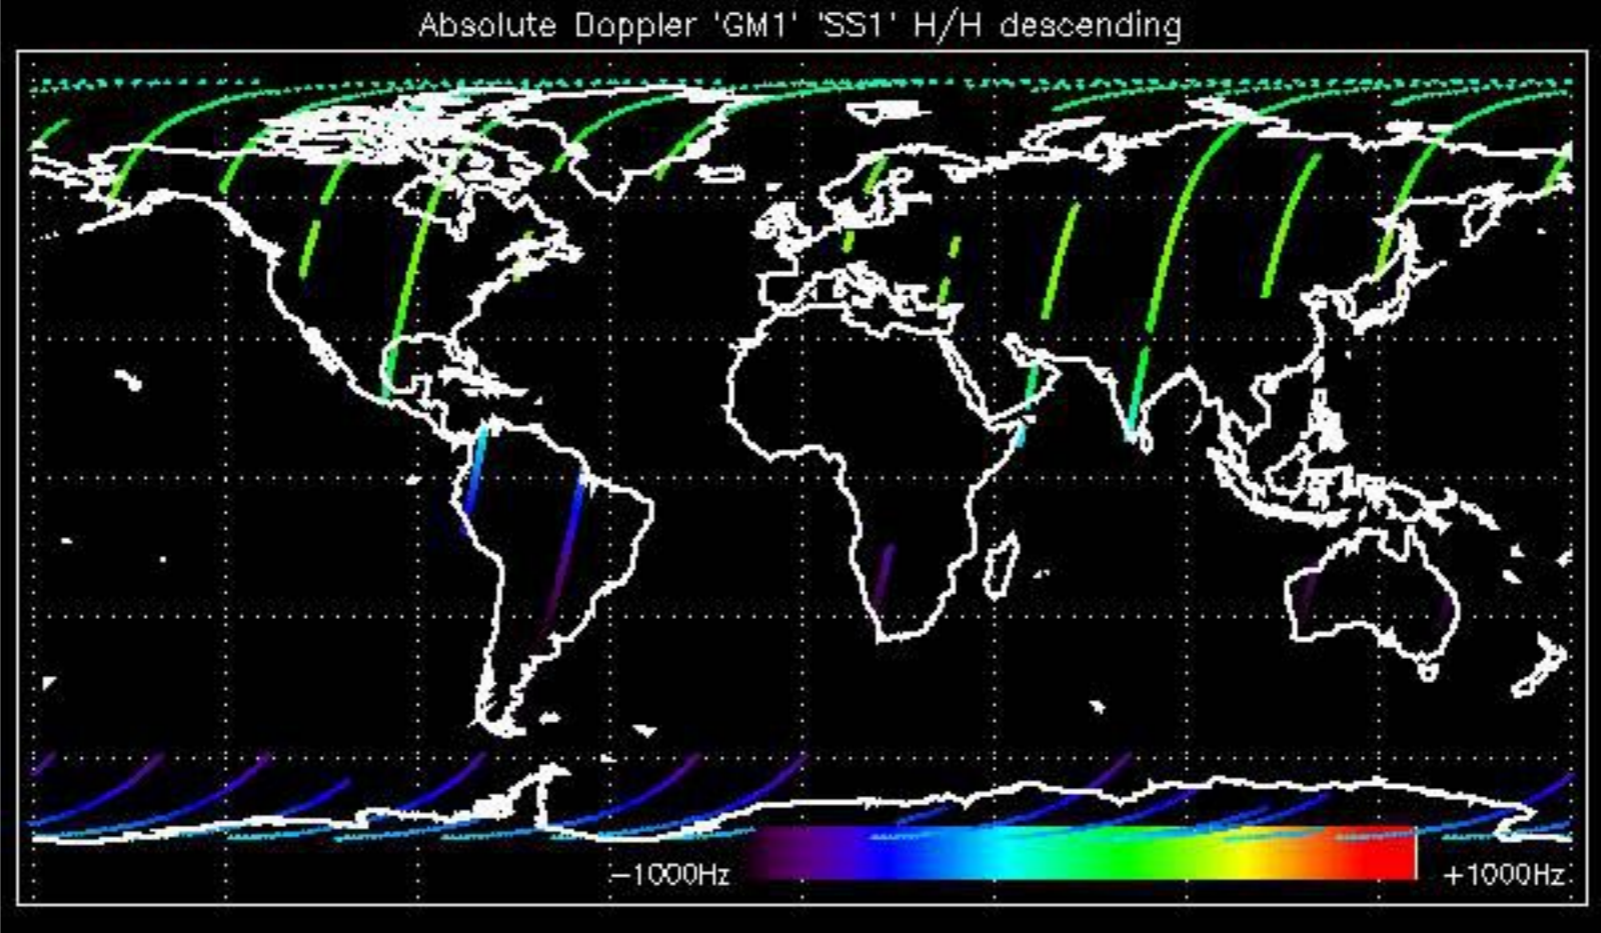 Absolute Doppler 'GM1' 'SS1' H/H descending
−1000Hz
+1000Hz